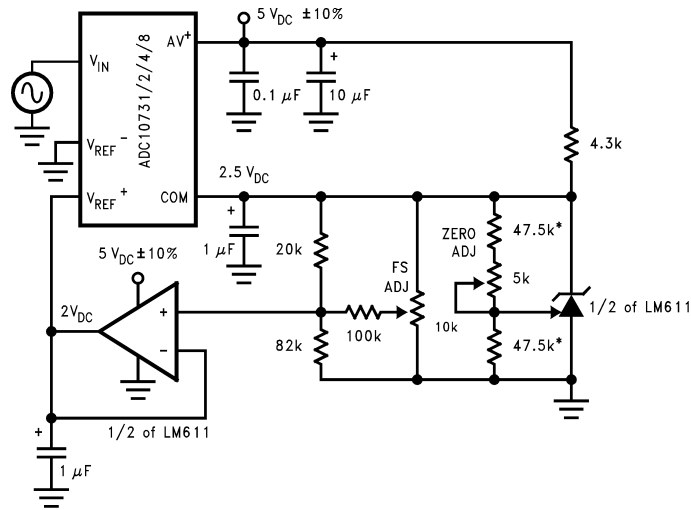 5 V_DC ±10%
AV+
V_IN
ADC10731/2/4/8
0.1 μF
+
10 μF
4.3k
V_REF −
2.5 V_DC
V_REF +
COM
+
1 μF
20k
ZERO
ADJ
47.5k*
5 V_DC ±10%
FS
ADJ
5k
2V_DC
+
−
100k
10k
1/2 of LM611
82k
47.5k*
1/2 of LM611
+
1 μF